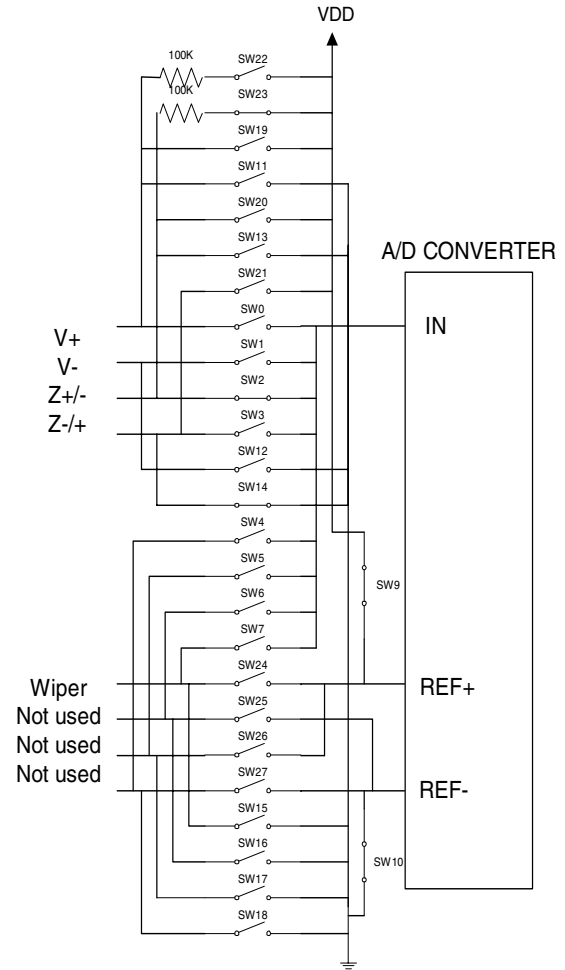 VDD
100K
SW22
100K
SW23
SW19
SW11
SW20
SW13
A/D CONVERTER
SW21
V+
SW0
IN
V-
SW1
Z+/-
SW2
Z-/+
SW3
SW12
SW14
SW4
SW5
SW9
SW6
SW7
Wiper
SW24
REF+
Not used
SW25
Not used
SW26
Not used
SW27
REF-
SW15
SW16
SW10
SW17
SW18